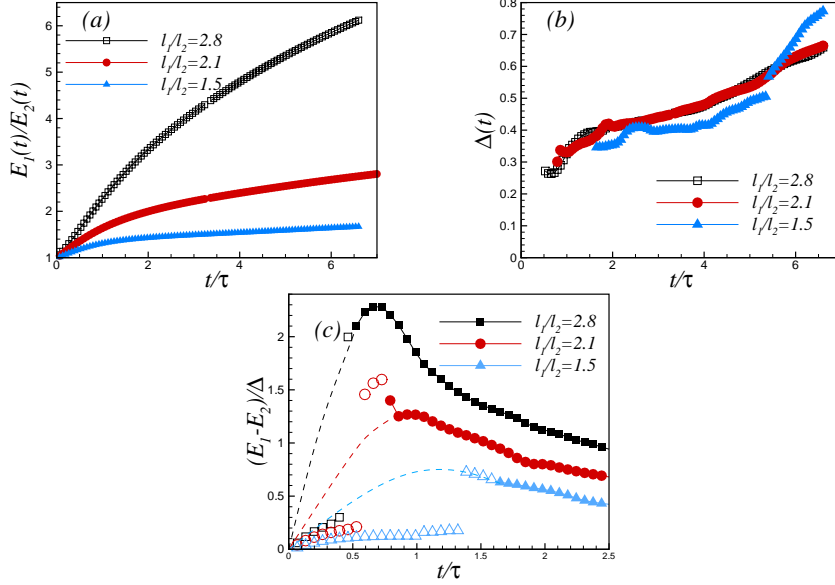 (a)
l₁/l₂=2.8
l₁/l₂=2.1
l₁/l₂=1.5
E₁(t)/E₂(t)
6
5
4
3
2
1
0
2
4
6
t/τ
(b)
l₁/l₂=2.8
l₁/l₂=2.1
l₁/l₂=1.5
Δ(t)
0.8
0.7
0.6
0.5
0.4
0.3
0.2
0.1
0
0
2
4
6
t/τ
(c)
l₁/l₂=2.8
l₁/l₂=2.1
l₁/l₂=1.5
(E₁-E₂)/Δ
2
1.5
1
0.5
0
0
0.5
1
1.5
2
2.5
t/τ